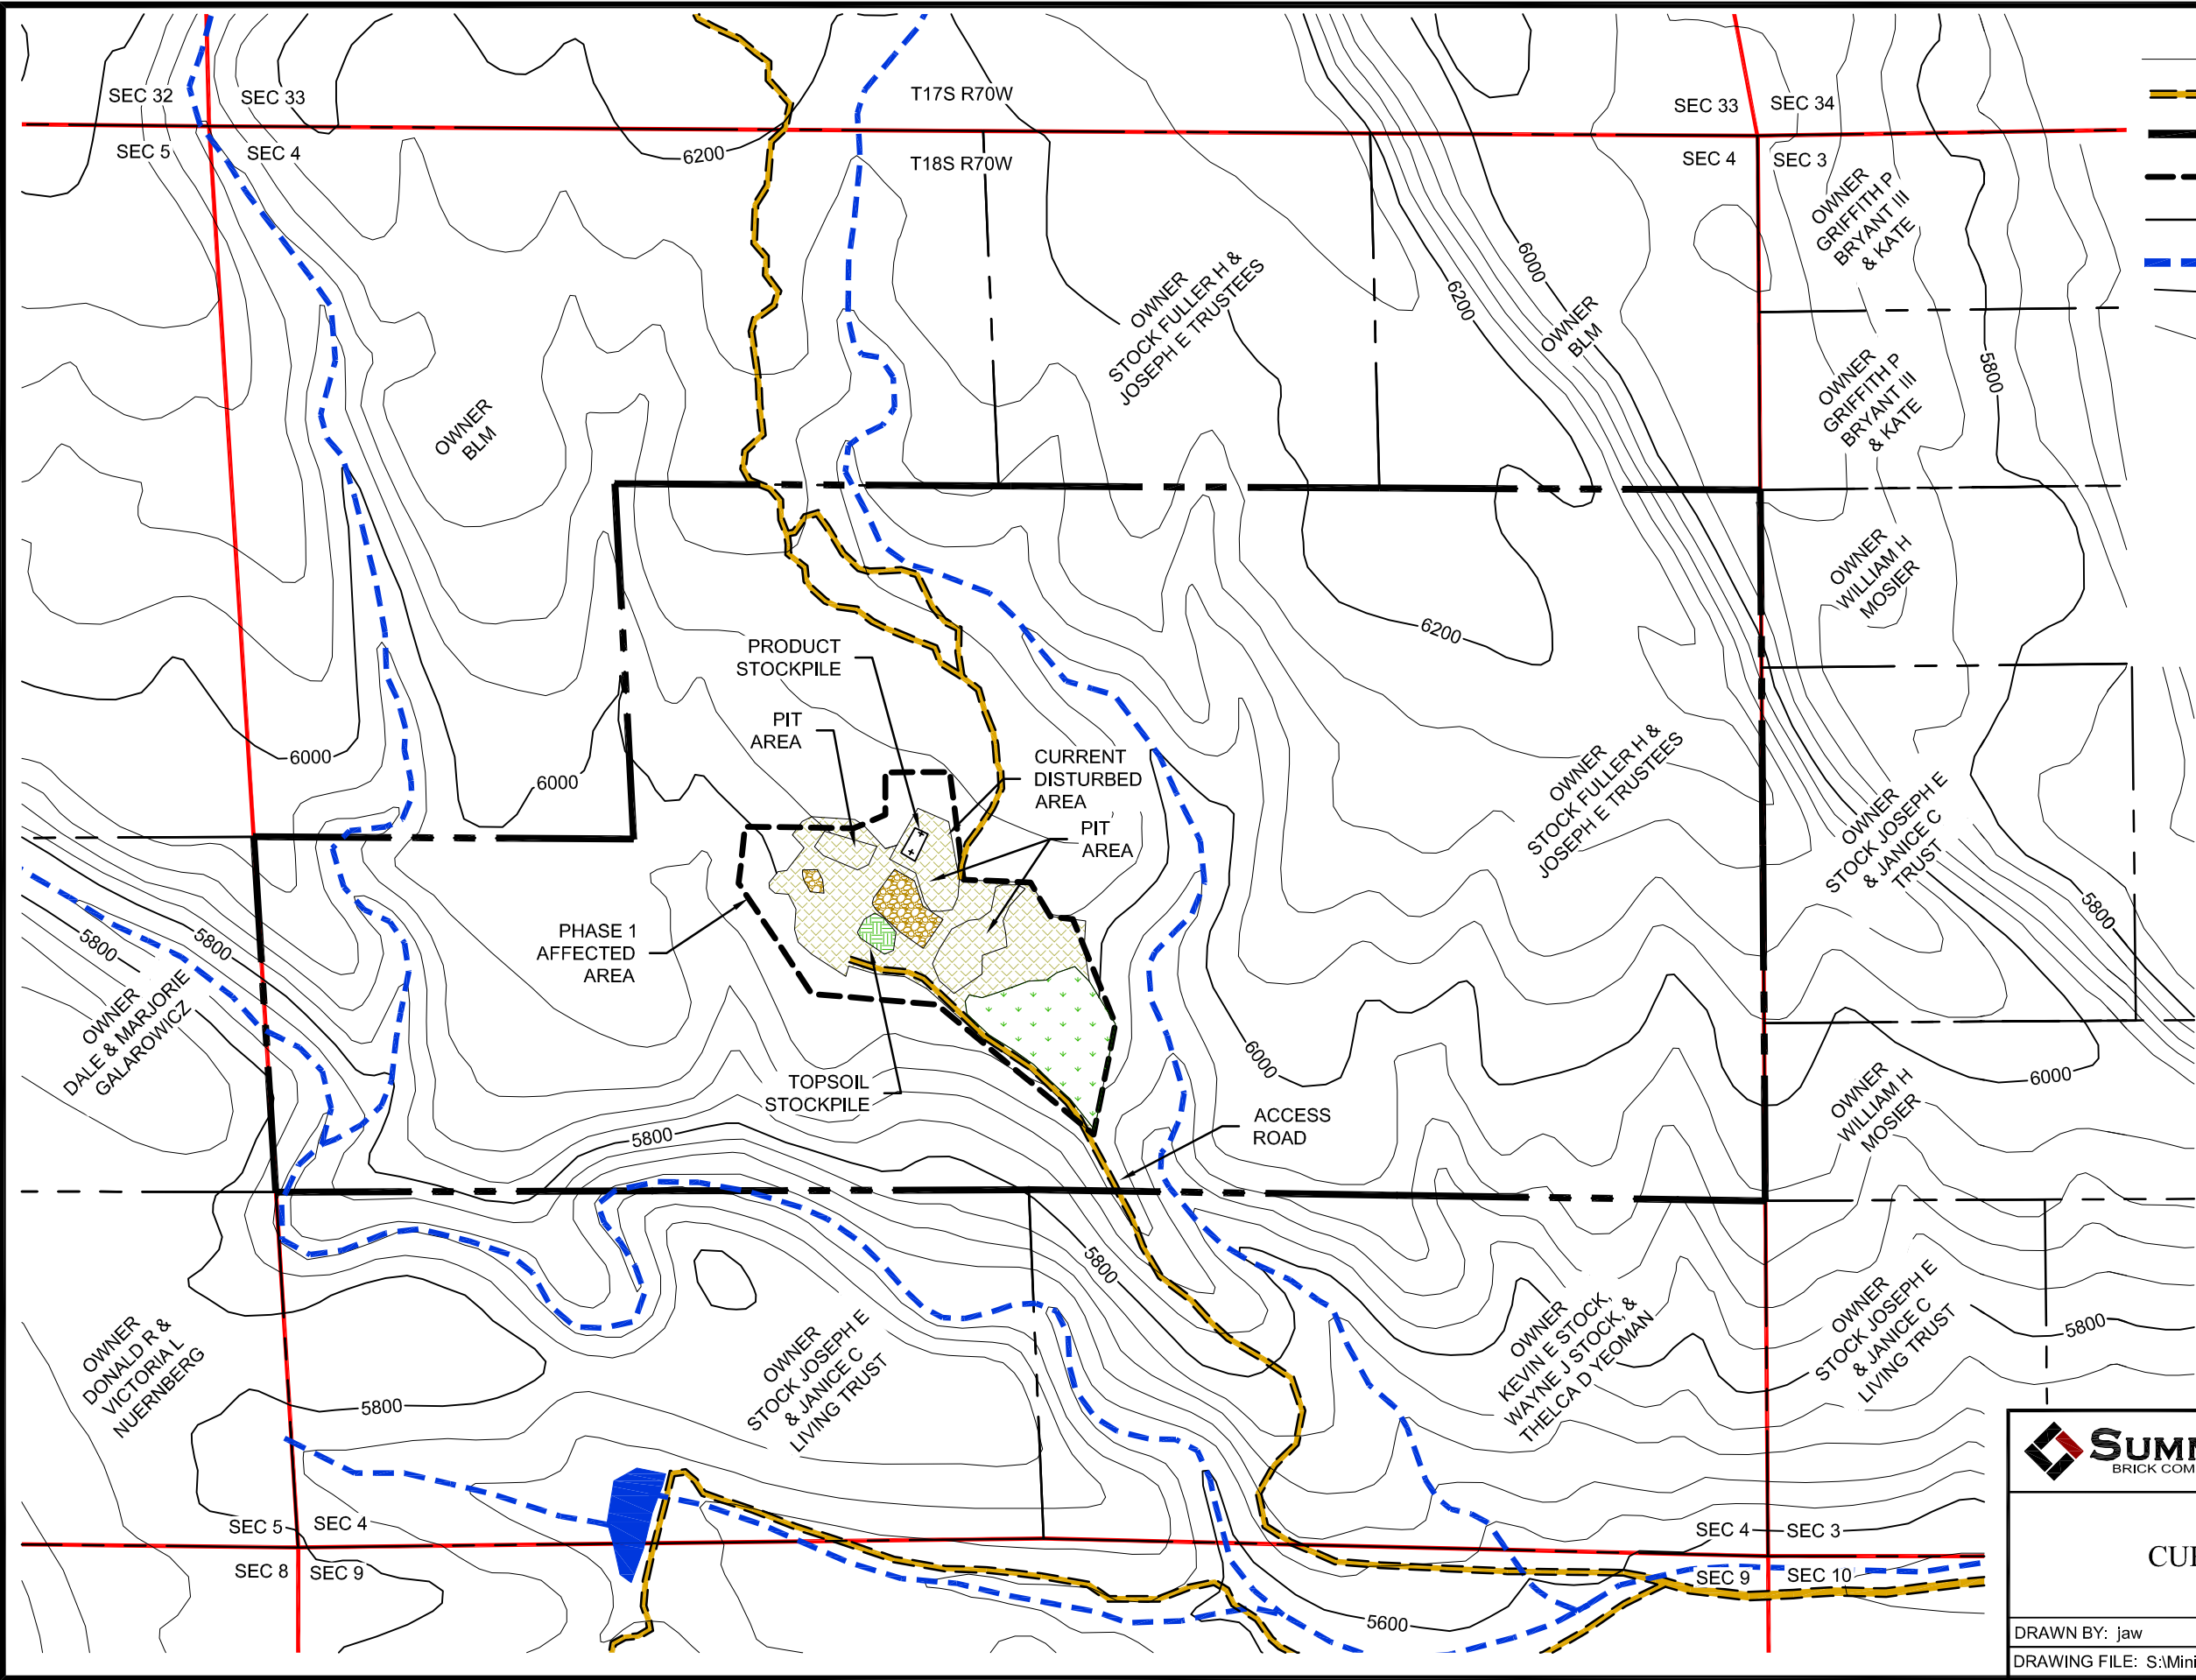 SEC 32
SEC 33
T17S R70W
SEC 33
SEC 34
SEC 5
SEC 4
6200
T18S R70W
SEC 4
SEC 3
OWNER
GRIFFITH P
BRYANT III
& KATE
OWNER
STOCK FULLER H &
JOSEPH E TRUSTEES
6000
6200
OWNER
BLM
OWNER
BLM
OWNER
GRIFFITH P
BRYANT III
& KATE
5800
OWNER
WILLIAM H
MOSIER
6200
PRODUCT
STOCKPILE
PIT
AREA
6000
6000
CURRENT
DISTURBED
AREA
PIT
AREA
OWNER
STOCK FULLER H &
JOSEPH E TRUSTEES
OWNER
STOCK JOSEPH E
& JANICE C
TRUST
5800
5800
5800
PHASE 1
AFFECTED
AREA
OWNER
DALE & MARJORIE
GALAROWICZ
TOPSOIL
STOCKPILE
6000
6000
5800
ACCESS
ROAD
OWNER
WILLIAM H
MOSIER
5800
OWNER
DONALD R &
VICTORIA L
NUERNBERG
5800
OWNER
STOCK JOSEPH E
& JANICE C
LIVING TRUST
OWNER
KEVIN E STOCK,
WAYNE J STOCK, &
THELCA D YEOMAN
OWNER
STOCK JOSEPH E
& JANICE C
LIVING TRUST
5800
SEC 5
SEC 4
SEC 4
SEC 3
SEC 8
SEC 9
SEC 9
SEC 10
5600
BRICK COM
DRAWN BY: jaw
DRAWING FILE: S:\Mini